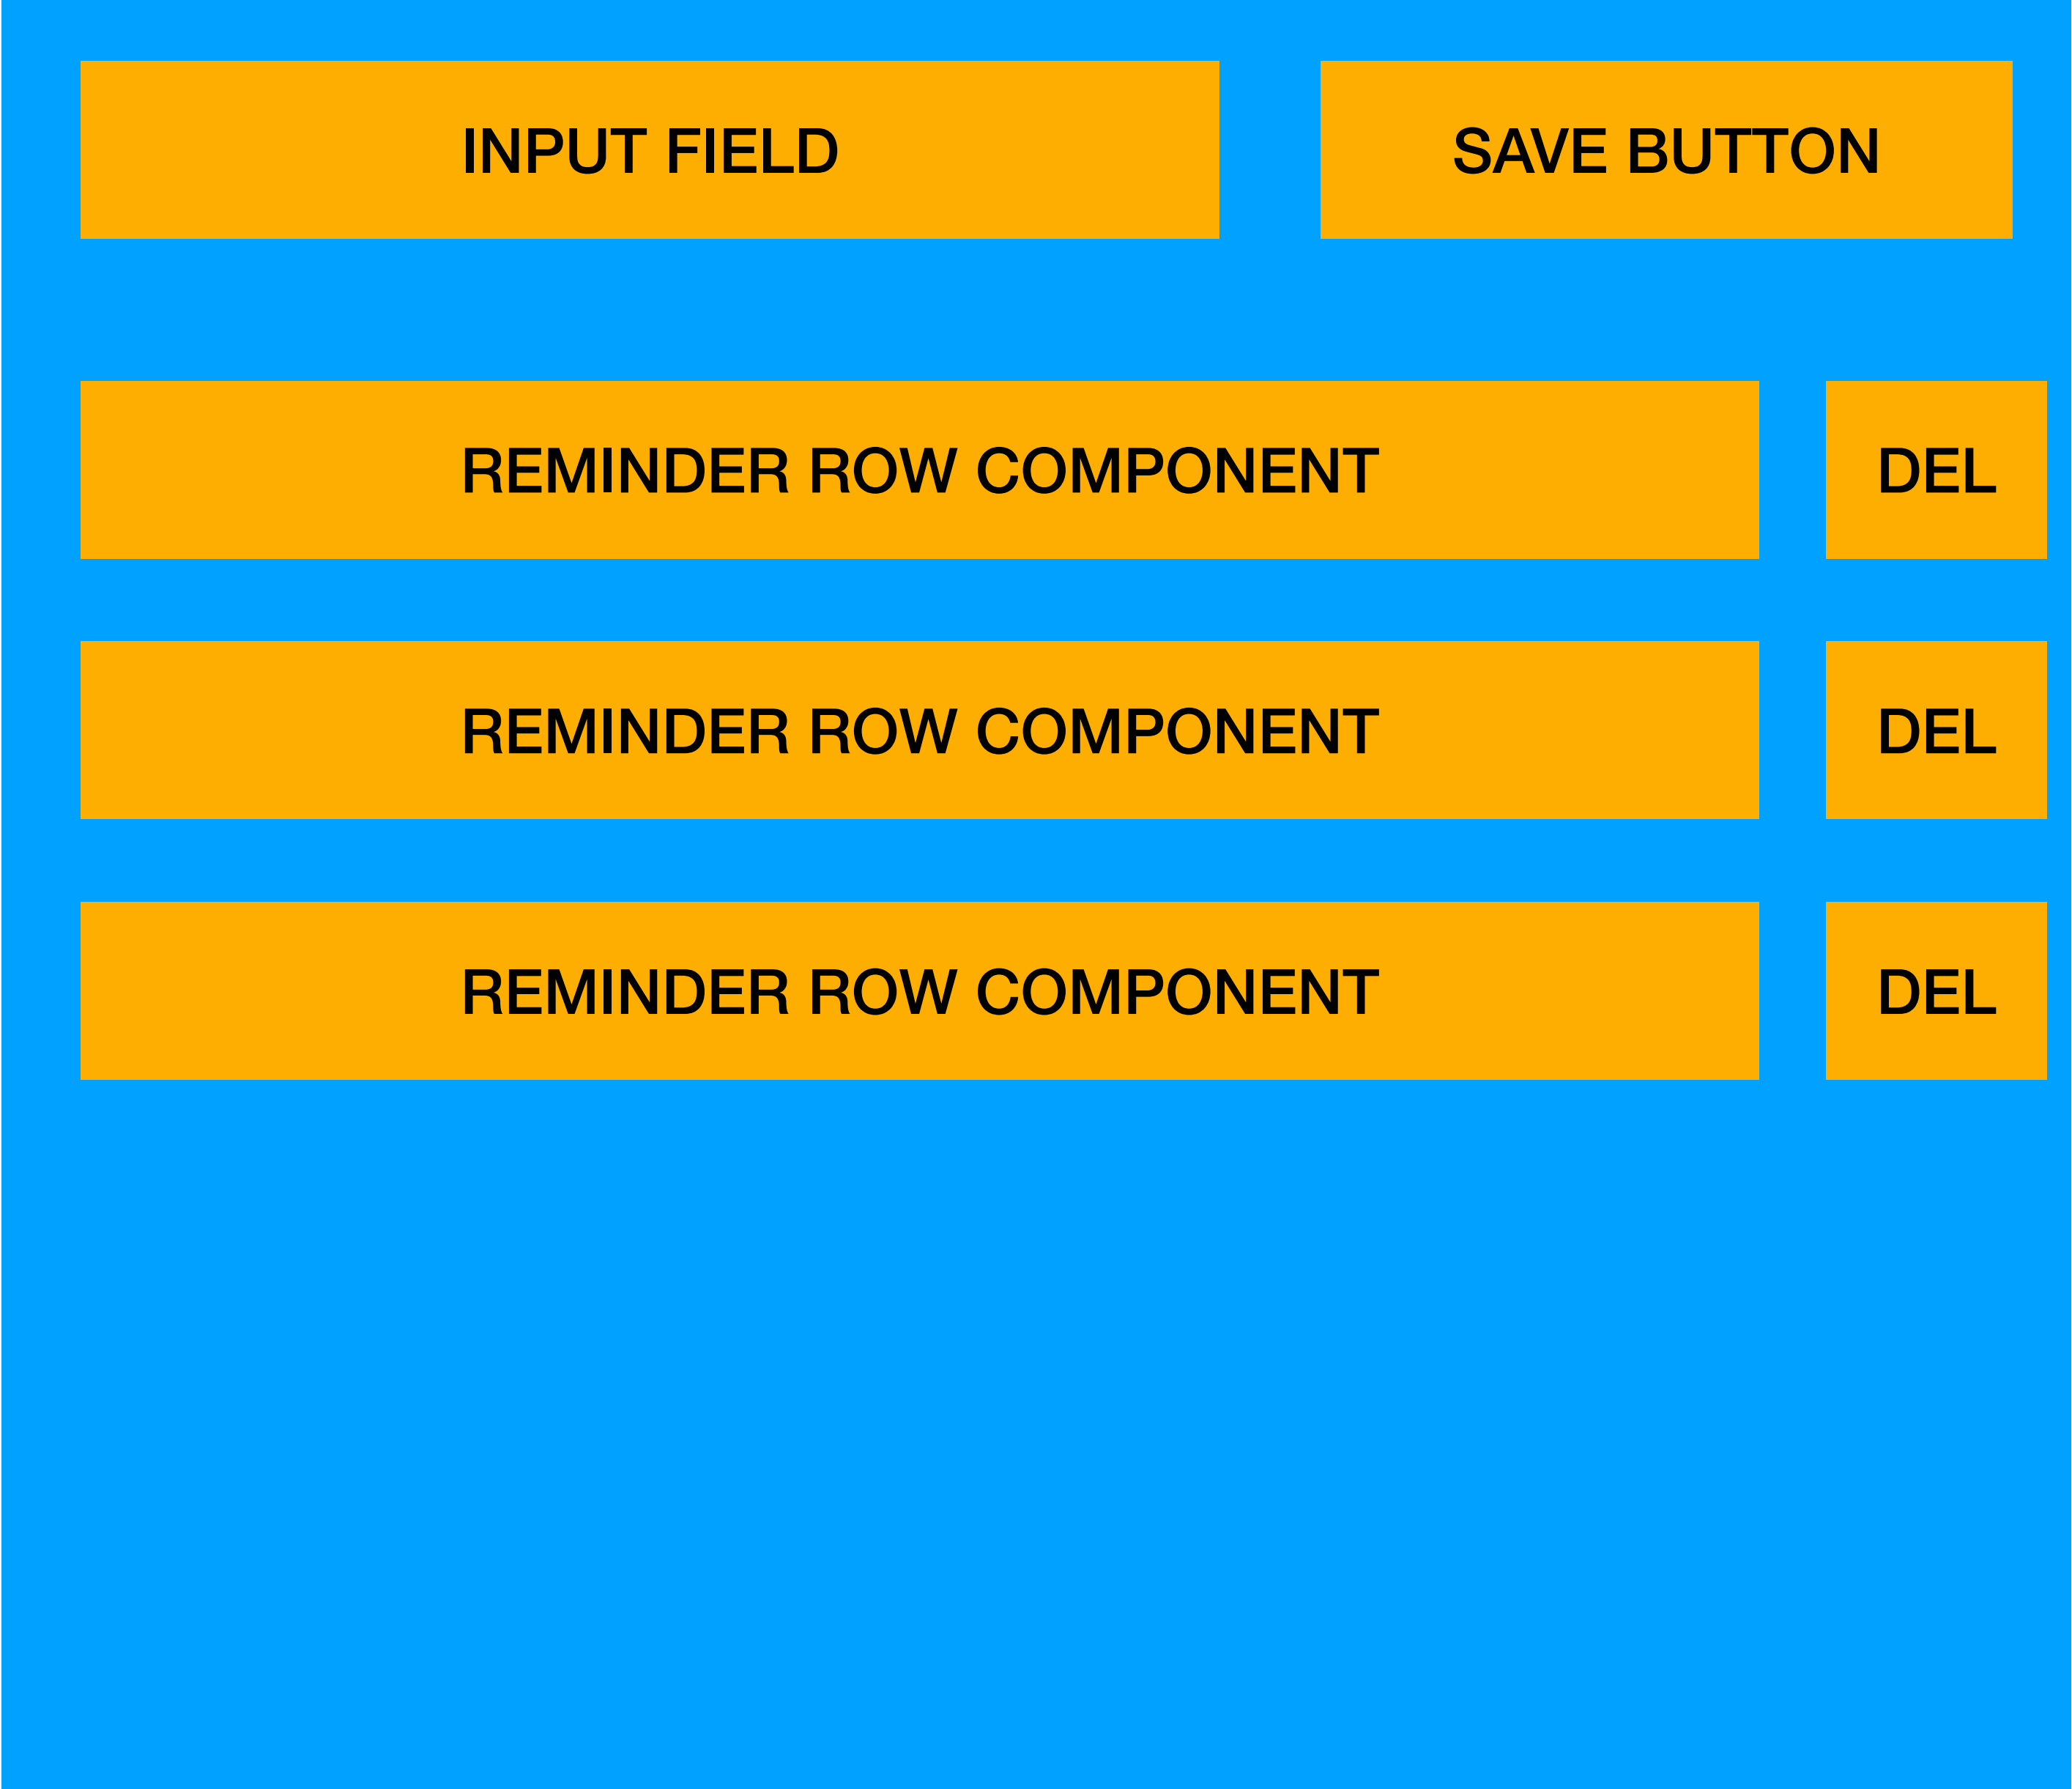 INPUT FIELD
SAVE BUTTON
REMINDER ROW COMPONENT
DEL
REMINDER ROW COMPONENT
DEL
REMINDER ROW COMPONENT
DEL